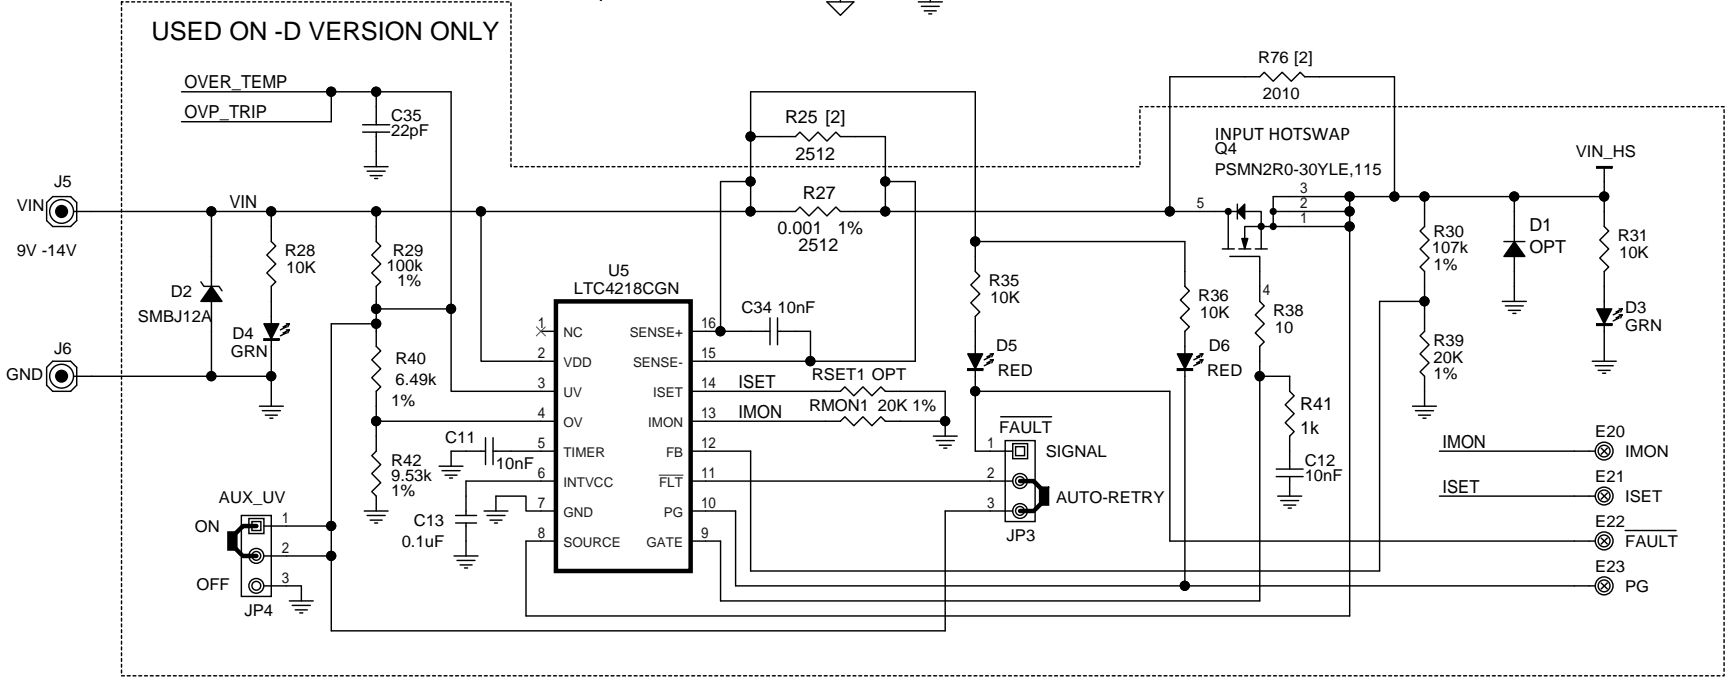 USED ON -D VERSION ONLY
OVER_TEMP
OVP_TRIP
C35
22pF
R25 [2]
2512
R76 [2]
2010
INPUT HOTSWAP
Q4
PSMN2R0-30YLE,115
VIN_HS
J5
VIN
9V -14V
VIN
R27
0.001 1%
2512
5
3
2
1
4
R28
10K
R29
100k
1%
D2
SMBJ12A
D4
GRN
J6
GND
U5
LTC4218CGN
1 NC
2 VDD
3 UV
4 OV
5 TIMER
6 INTVCC
7 GND
8 SOURCE
SENSE+ 16
SENSE- 15
ISET 14
IMON 13
FB 12
FLT 11
PG 10
GATE 9
C34 10nF
ISET
RSET1 OPT
IMON
RMON1 20K 1%
R35
10K
R36
10K
R38
10
D5
RED
D6
RED
R30
107k
1%
D1
OPT
R31
10K
D3
GRN
R39
20K
1%
R40
6.49k
1%
R41
1k
C12
10nF
C11
10nF
R42
9.53k
1%
C13
0.1uF
FAULT
1
SIGNAL
2
AUTO-RETRY
3
JP3
AUX_UV
ON
1
2
OFF
3
JP4
IMON
E20
IMON
ISET
E21
ISET
E22
FAULT
E23
PG